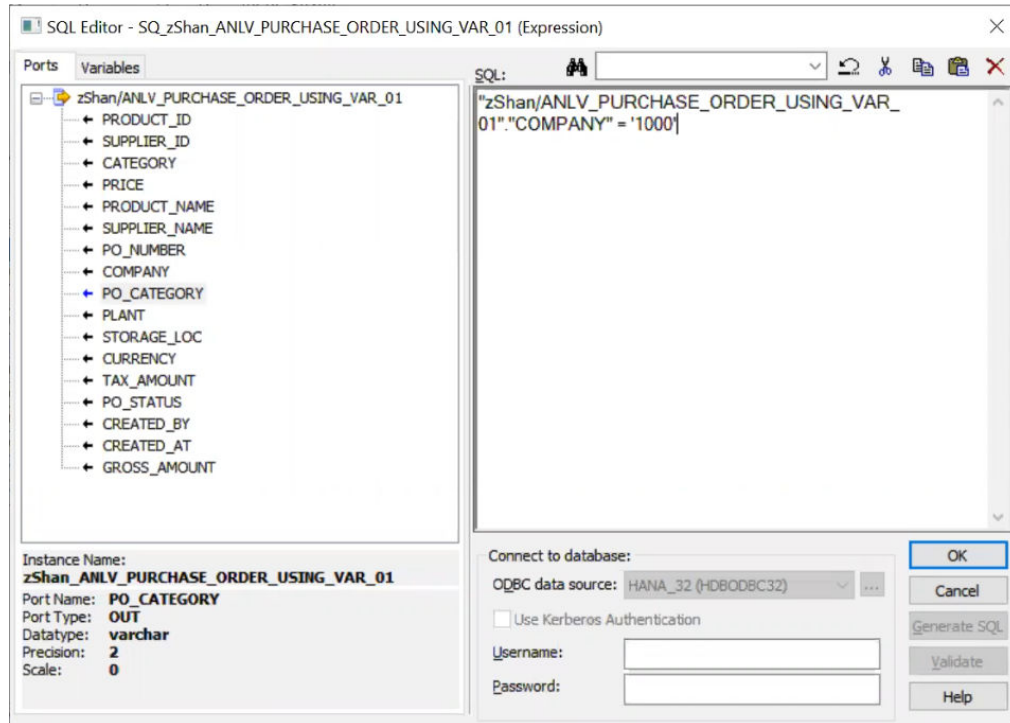 SQL Editor - SQ_zShan_ANLV_PURCHASE_ORDER_USING_VAR_01 (Expression)
Ports
Variables
zShan/ANLV_PURCHASE_ORDER_USING_VAR_01
PRODUCT_ID
SUPPLIER_ID
CATEGORY
PRICE
PRODUCT_NAME
SUPPLIER_NAME
PO_NUMBER
COMPANY
PO_CATEGORY
PLANT
STORAGE_LOC
CURRENCY
TAX_AMOUNT
PO_STATUS
CREATED_BY
CREATED_AT
GROSS_AMOUNT
Instance Name:
zShan_ANLV_PURCHASE_ORDER_USING_VAR_01
Port Name: PO_CATEGORY
Port Type: OUT
Datatype: varchar
Precision: 2
Scale: 0
SQL:
"zShan/ANLV_PURCHASE_ORDER_USING_VAR_
01"."COMPANY" = '1000'
Connect to database:
ODBC data source: HANA_32 (HDBODBC32) ...
Use Kerberos Authentication
Username:
Password:
OK
Cancel
Generate SQL
Validate
Help